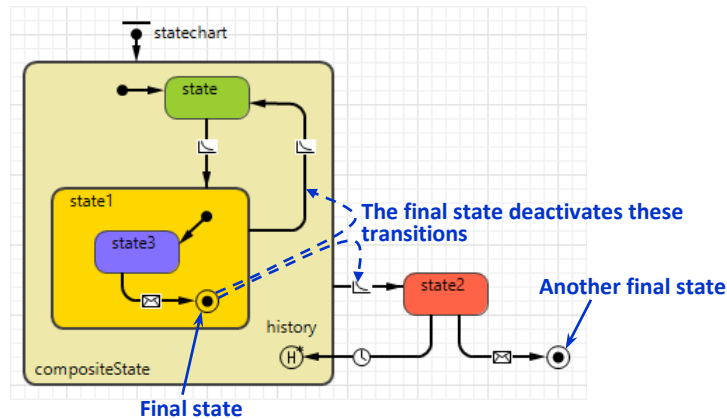 statechart
state
state1
state3
The final state deactivates these
transitions
state2
Another final state
history
H*
compositeState
Final state